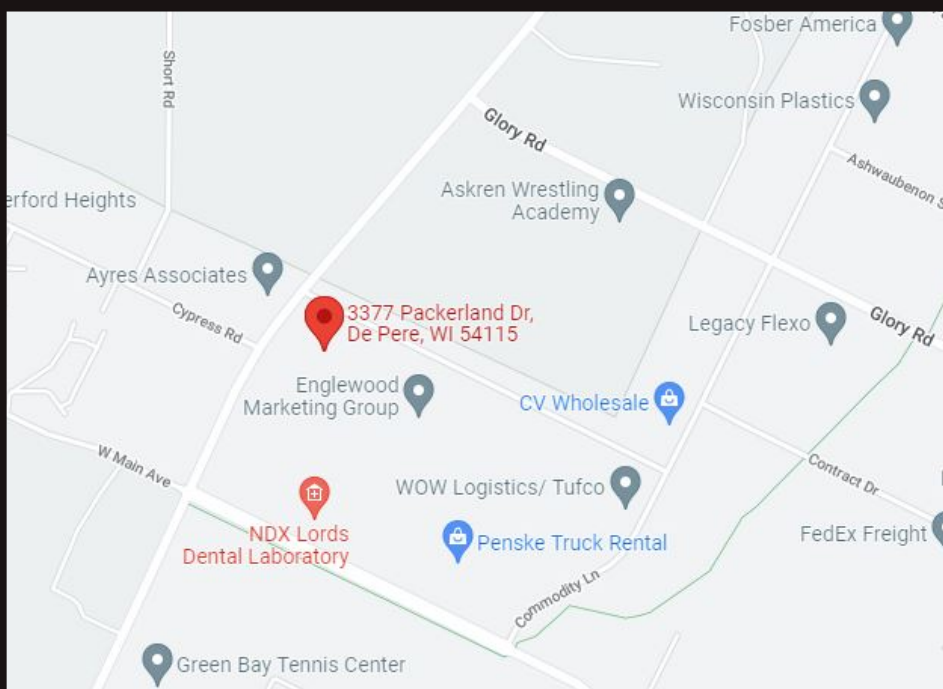 Fosber America
Short Rd
Wisconsin Plastics
Glory Rd
Ashwaubenon S
Askren Wrestling
Academy
erford Heights
Ayres Associates
Cypress Rd
3377 Packerland Dr,
De Pere, WI 54115
Legacy Flexo
Glory Rd
Englewood
Marketing Group
CV Wholesale
W Main Ave
WOW Logistics/ Tufco
Contract Dr
NDX Lords
Dental Laboratory
Penske Truck Rental
FedEx Freight
Commodity Ln
Green Bay Tennis Center